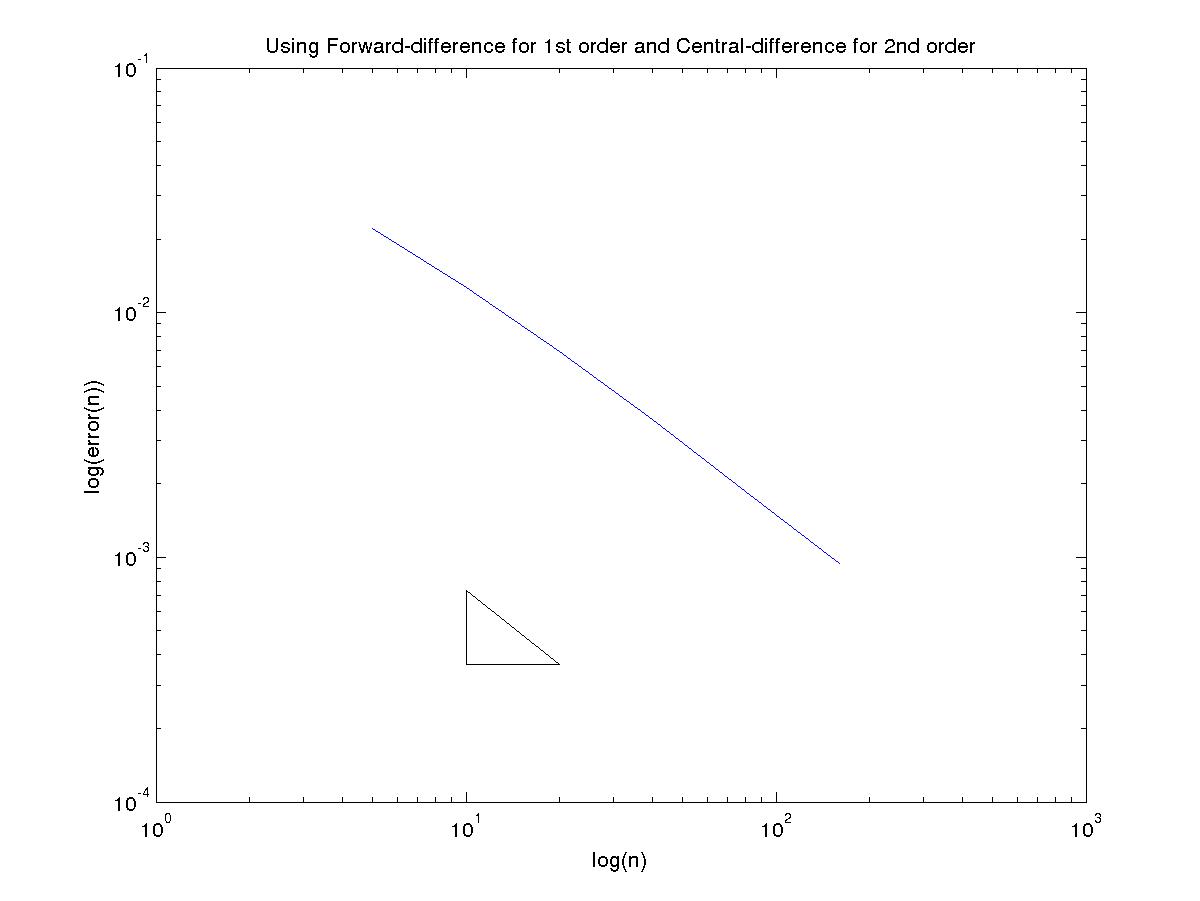 Using Forward-difference for 1st order and Central-difference for 2nd order
10^-1
10^-2
10^-3
10^-4
log(error(n))
10^0 10^1 10^2 10^3
log(n)